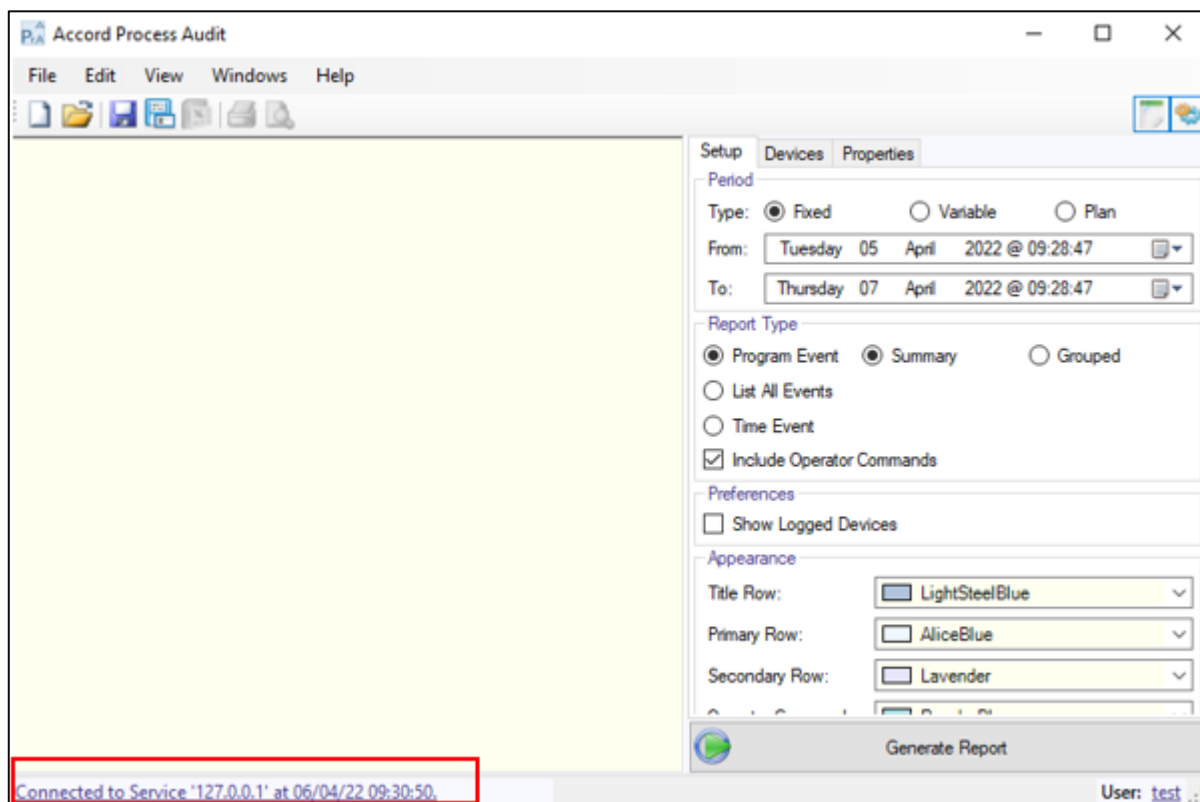 Accord Process Audit
File Edit View Windows Help
Setup Devices Properties
Period
Type: Fixed Variable Plan
From: Tuesday 05 April 2022 @ 09:28:47
To: Thursday 07 April 2022 @ 09:28:47
Report Type
Program Event Summary Grouped
List All Events
Time Event
Include Operator Commands
Preferences
Show Logged Devices
Appearance
Title Row: LightSteelBlue
Primary Row: AliceBlue
Secondary Row: Lavender
Generate Report
Connected to Service '127.0.0.1' at 06/04/22 09:30:50.
User: test